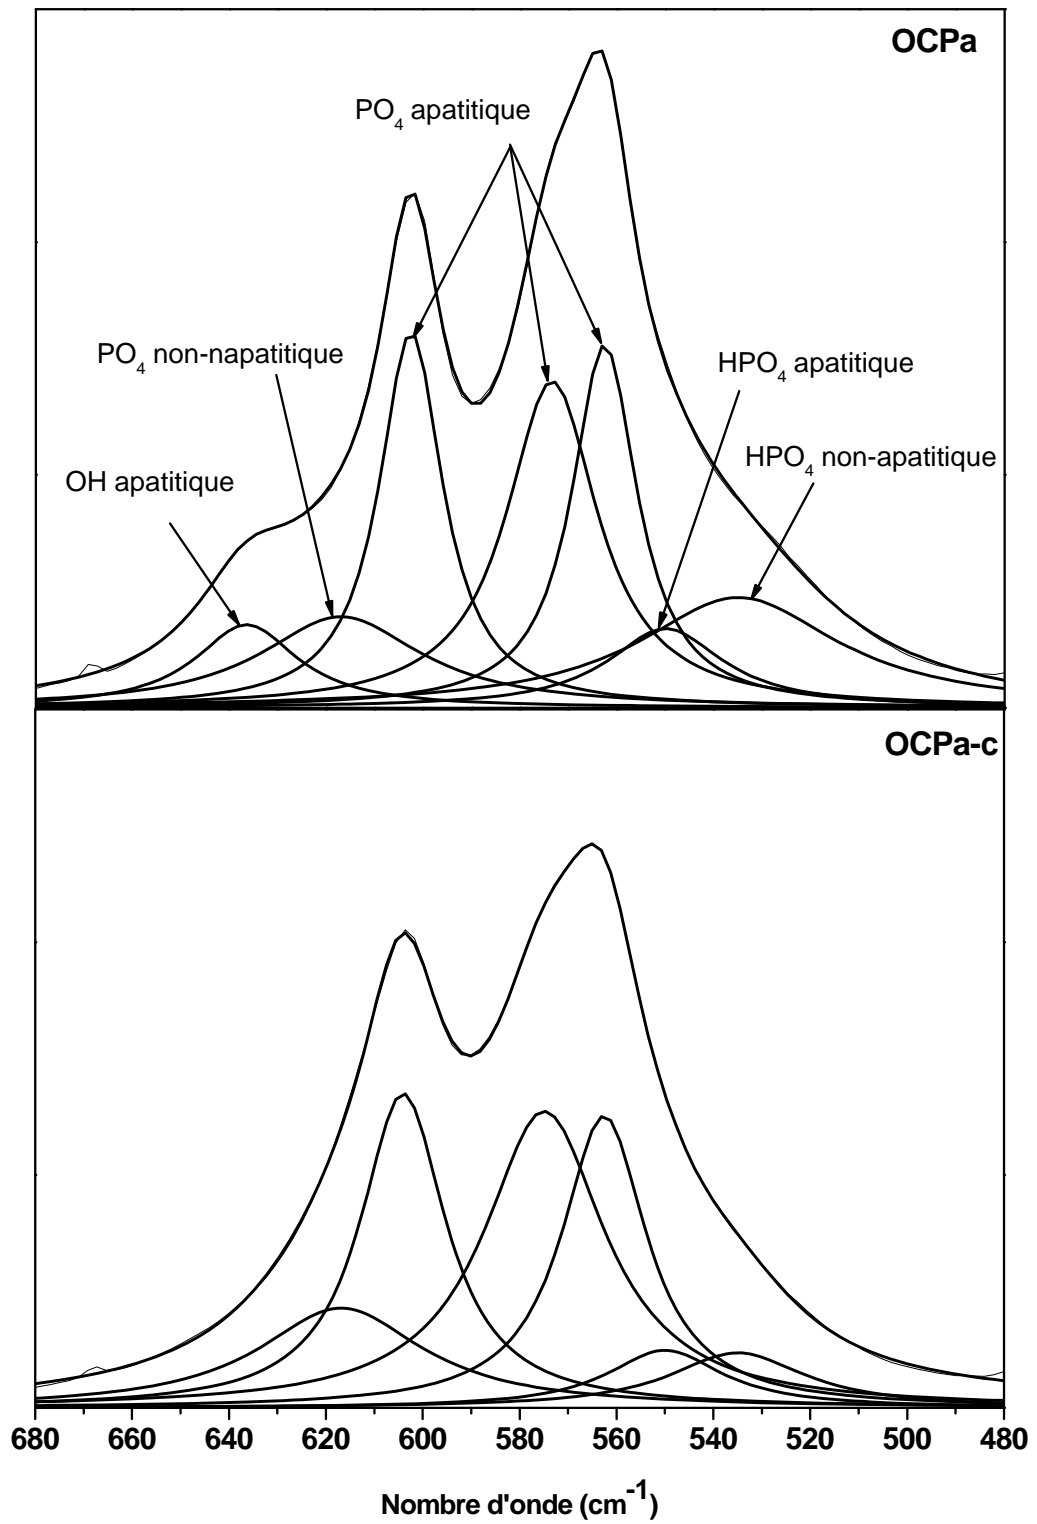 OCPa
PO4 apatitique
PO4 non-napatitique
HPO4 apatitique
HPO4 non-apatitique
OH apatitique
OCPa-c
680 660 640 620 600 580 560 540 520 500 480
Nombre d'onde (cm-1)